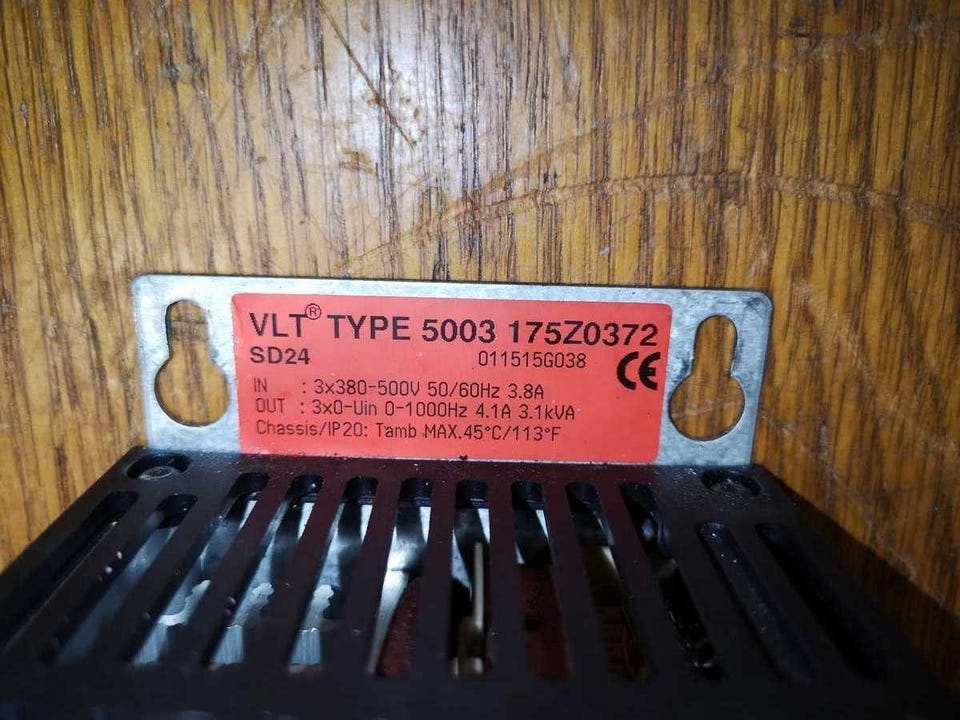 VLT® TYPE 5003 175Z0372
SD24 011515G038
CE
IN : 3x380-500V 50/60Hz 3.8A
OUT : 3x0-Uin 0-1000Hz 4.1A 3.1kVA
Chassis/IP20: Tamb MAX.45°C/113°F